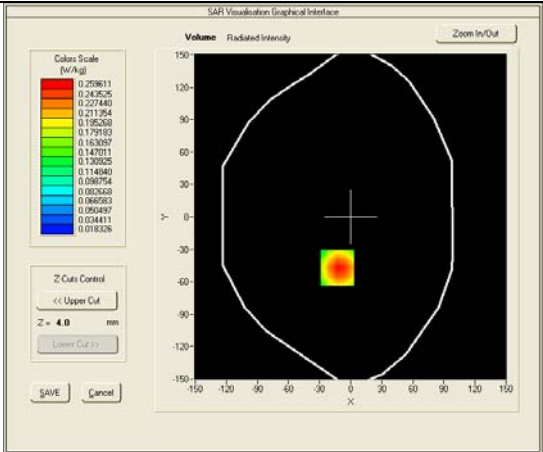 SAR Visualisation Graphical Interface
Volume Radiated Intensity
Zoom In/Out
Colors Scale
(W/kg)
0.259611
0.243525
0.227440
0.211354
0.195268
0.179183
0.163097
0.147011
0.130925
0.114840
0.098754
0.082668
0.066583
0.050497
0.034411
0.018326
Z-Cuts Control
<< Upper Cut
Z = 4.0 mm
Lower Cut >>
SAVE Cancel
150
120
90
60
30
0
-30
-60
-90
-120
-150
Y
-150 -120 -90 -60 -30 0 30 60 90 120 150
X